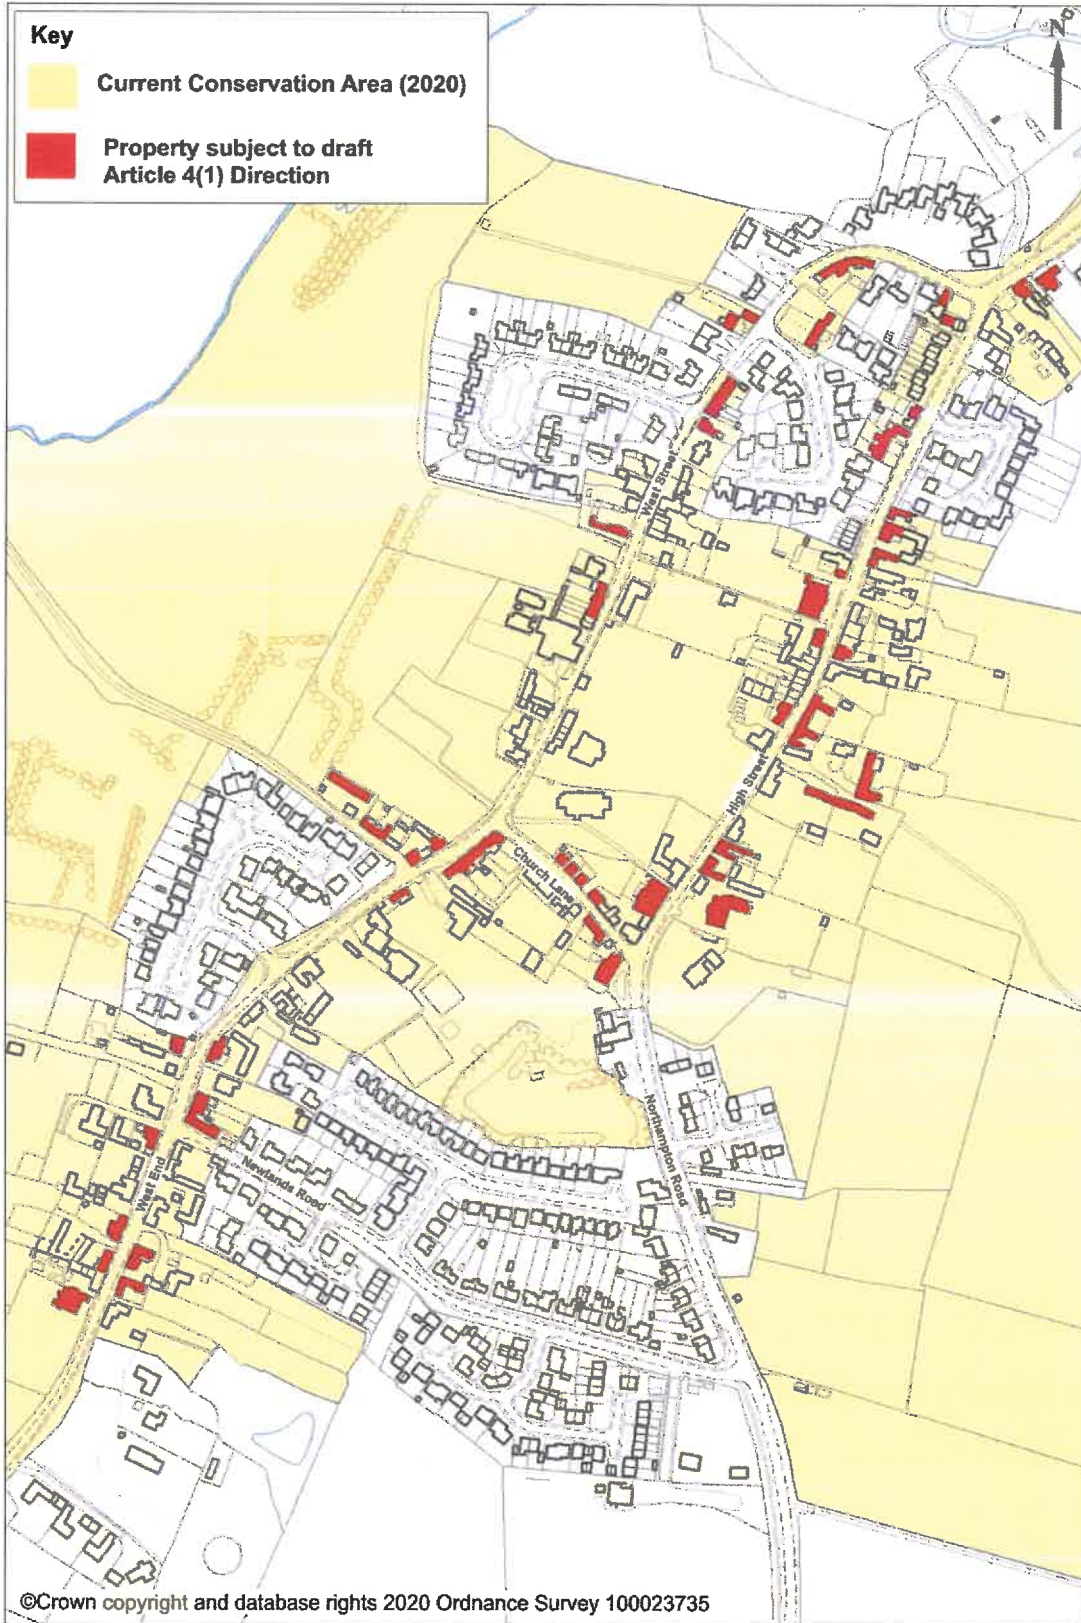 Key
Current Conservation Area (2020)
Property subject to draft
Article 4(1) Direction
N
West Street
High Street
Church Lane
Northampton Road
West End
Newlands Road
©Crown copyright and database rights 2020 Ordnance Survey 100023735